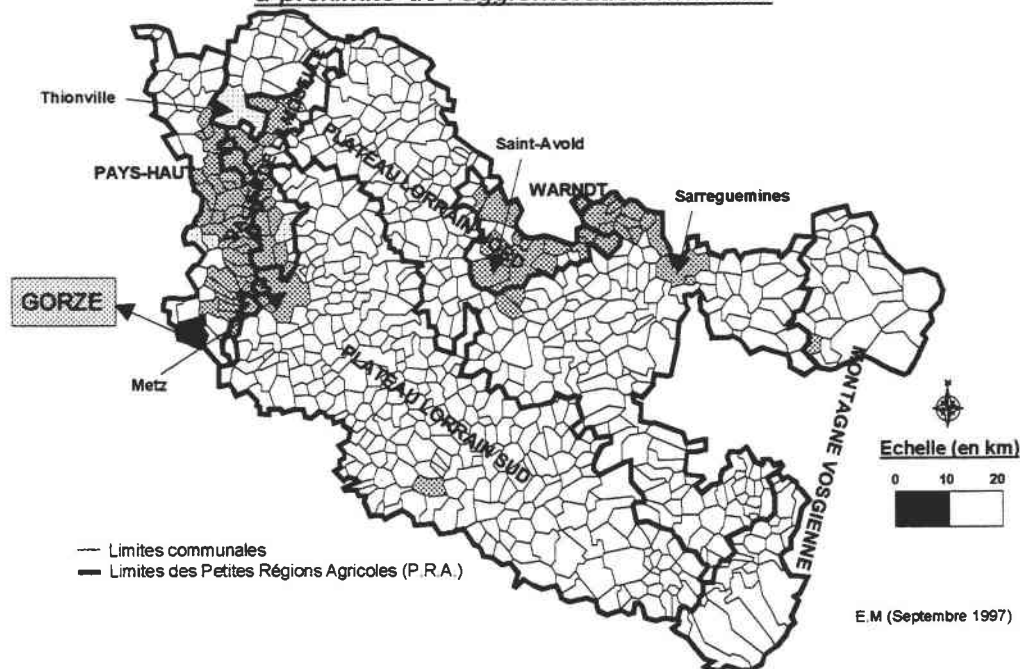 Thionville
PAYS-HAUT
PLATEAU LORRAIN NORD
Saint-Avold
WARNDT
Sarreguemines
GORZE
Metz
PLATEAU LORRAIN SUD
MONTAGNE VOSGIENNE
Echelle (en km)
0 10 20
Limites communales
Limites des Petites Régions Agricoles (P.R.A.)
E.M (Septembre 1997)